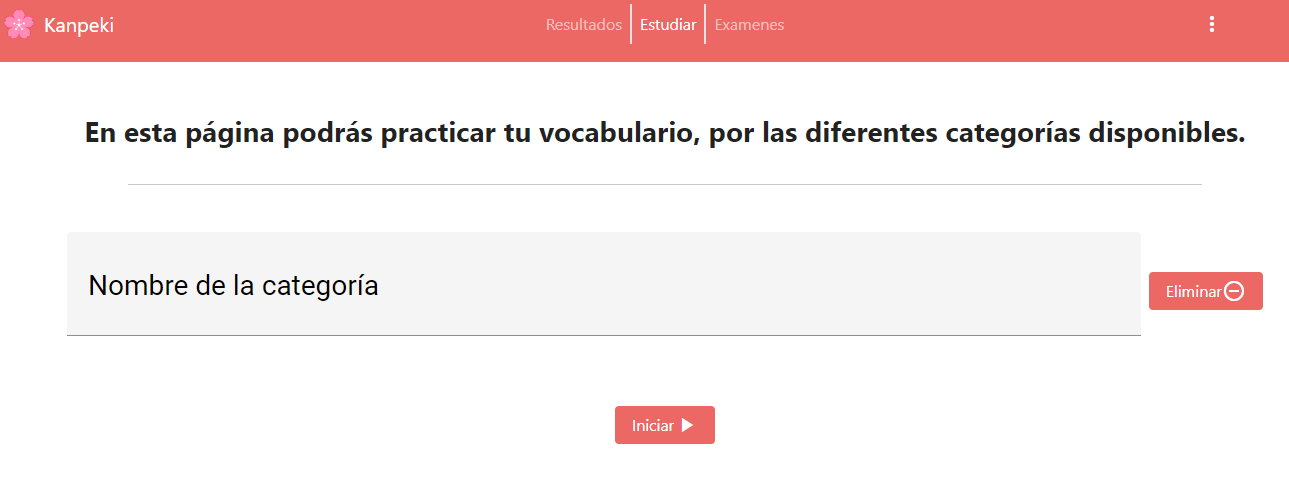 Kanpeki
Resultados Estudiar Examenes
En esta página podrás practicar tu vocabulario, por las diferentes categorías disponibles.
Nombre de la categoría
Eliminar
Iniciar